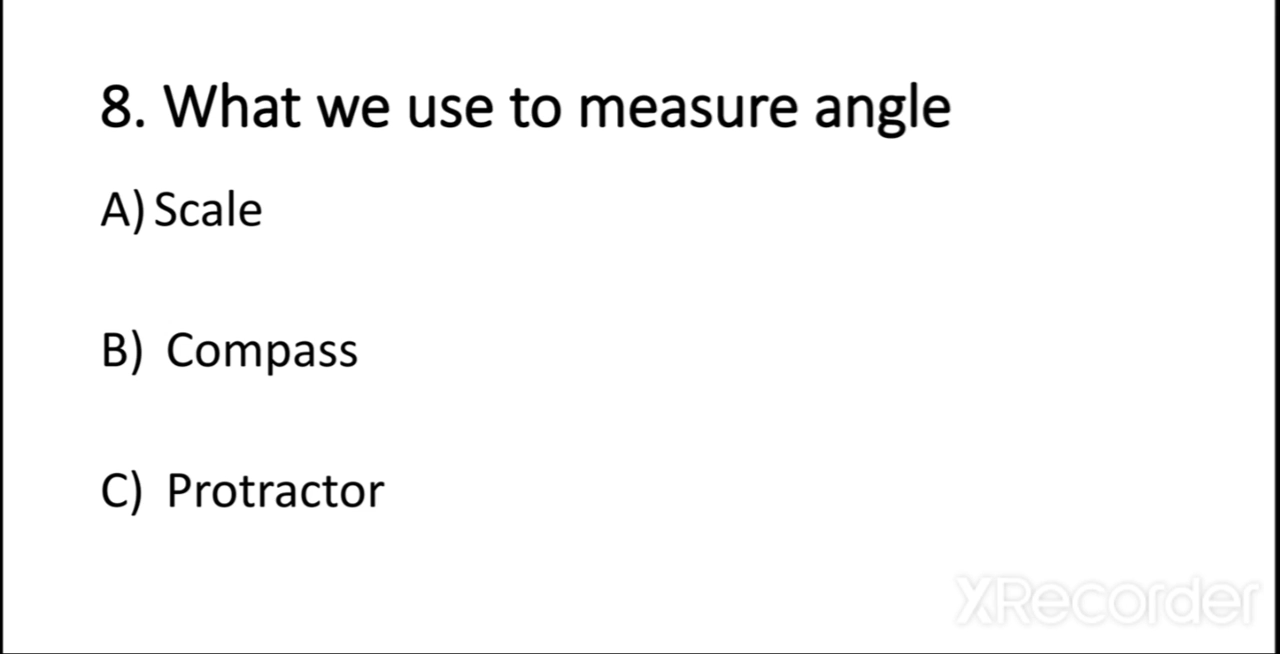 8. What we use to measure angle
A) Scale
B) Compass
C) Protractor
XRecorder